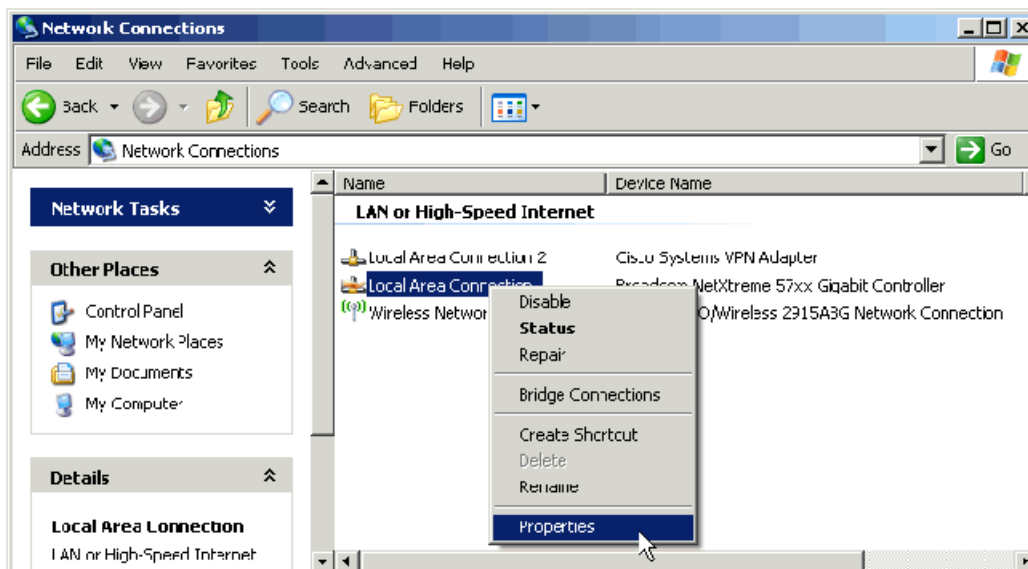 Network Connections
File Edit View Favorites Tools Advanced Help
Back Search Folders
Address Network Connections Go
Name Device Name
Network Tasks
LAN or High-Speed Internet
Other Places
Local Area Connection 2 Cisco Systems VPN Adapter
Local Area Connection Broadcom NetXtreme 57xx Gigabit Controller
Wireless Networ O/Wireless 2915ABG Network Connection
Control Panel
My Network Places
My Documents
My Computer
Disable
Status
Repair
Bridge Connections
Create Shortcut
Delete
Rename
Properties
Details
Local Area Connection
LAN or High-Speed Internet